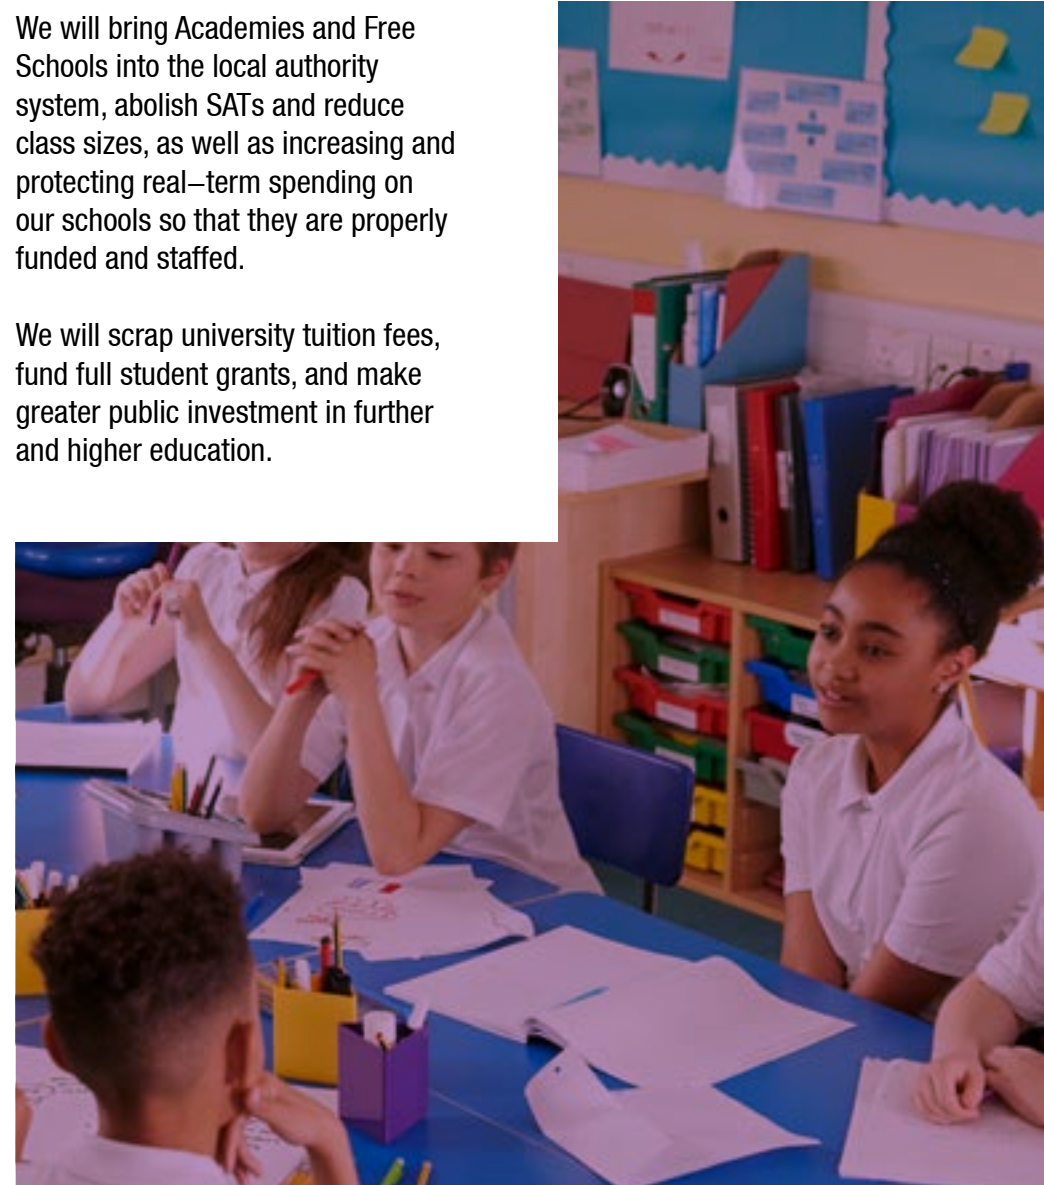 We will bring Academies and Free
Schools into the local authority
system, abolish SATs and reduce
class sizes, as well as increasing and
protecting real–term spending on
our schools so that they are properly
funded and staffed.
We will scrap university tuition fees,
fund full student grants, and make
greater public investment in further
and higher education.